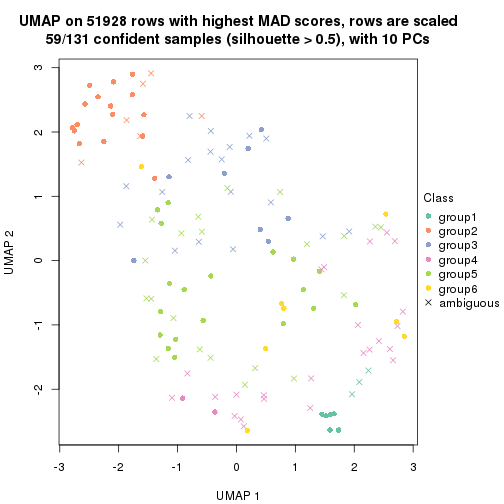 UMAP on 51928 rows with highest MAD scores, rows are scaled
59/131 confident samples (silhouette > 0.5), with 10 PCs
3
2
1
0
-1
-2
UMAP 2
-3
-2
-1
0
1
2
3
UMAP 1
Class
group1
group2
group3
group4
group5
group6
ambiguous